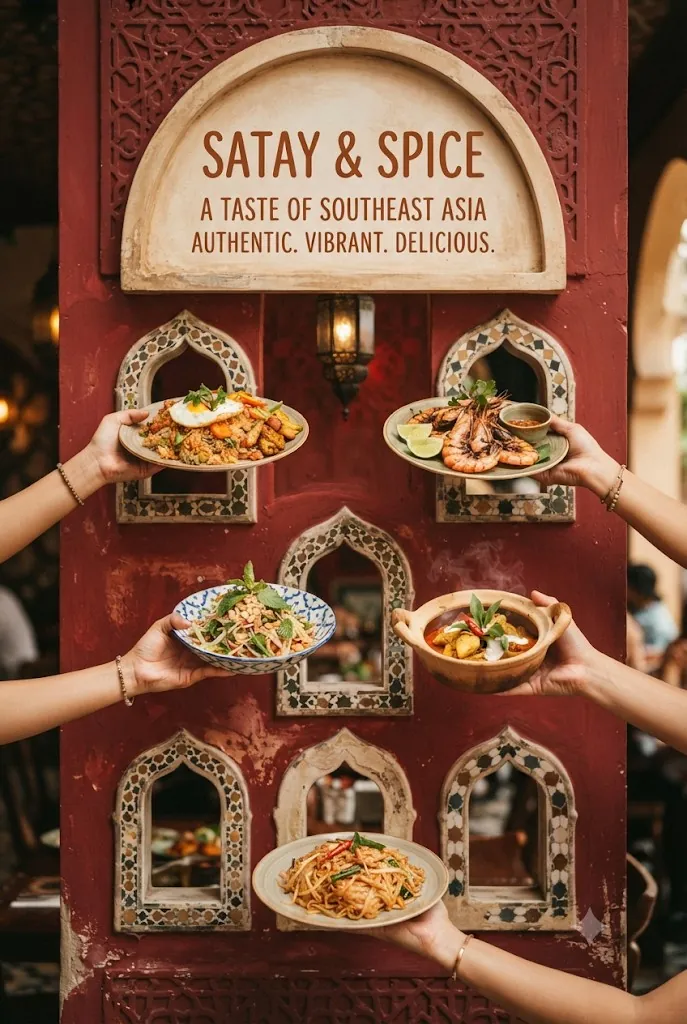 SATAY & SPICE
A TASTE OF SOUTHEAST ASIA
AUTHENTIC. VIBRANT. DELICIOUS.